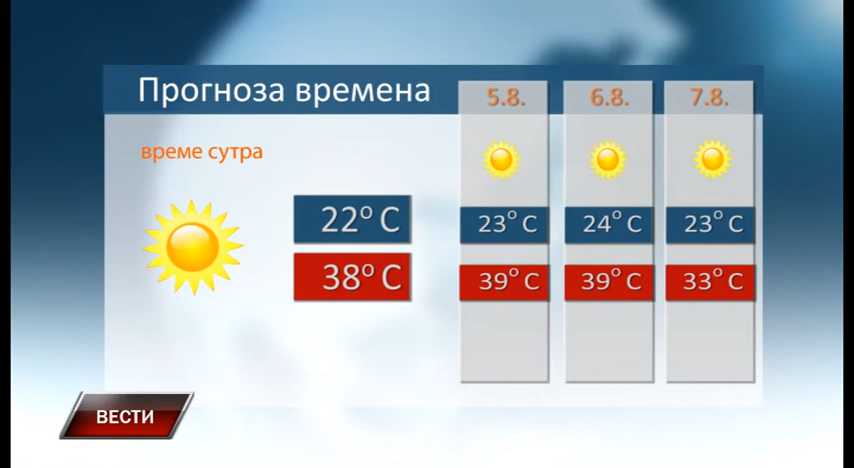 Прогноза времена
време сутра
22° C
38° C
5.8.
23° C
39° C
6.8.
24° C
39° C
7.8.
23° C
33° C
ВЕСТИ